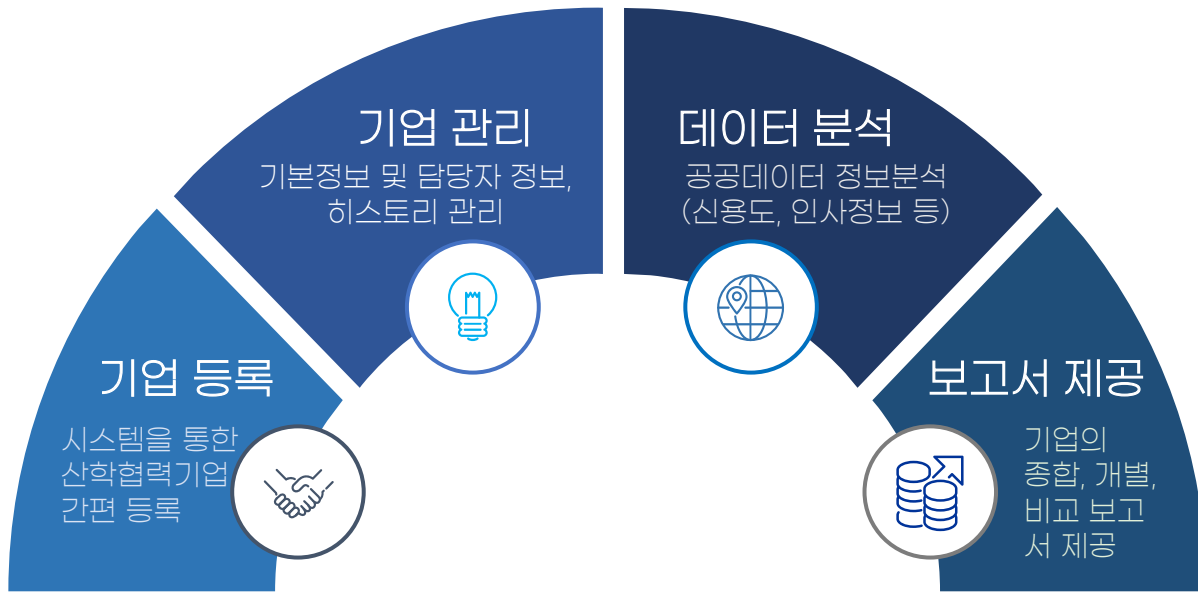 기업 관리
기본정보 및 담당자 정보,
히스토리 관리
데이터 분석
공공데이터 정보분석
(신용도, 인사정보 등)
기업 등록
시스템을 통한
산학협력기업
간편 등록
보고서 제공
기업의
종합, 개별,
비교 보고
서 제공